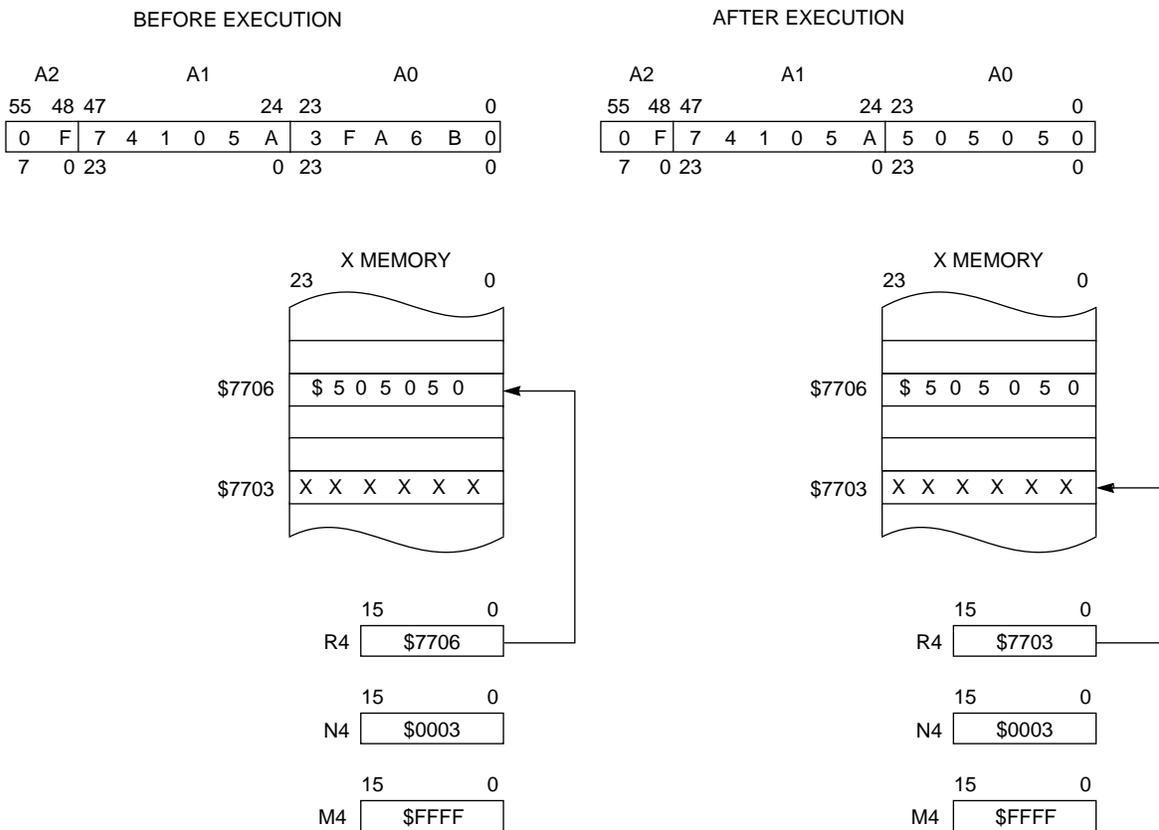 BEFORE EXECUTION
A2 A1 A0
55 48 47 24 23 0
0 F 7 4 1 0 5 A 3 F A 6 B 0
7 0 23 0 23 0
X MEMORY
23 0
$7706 $ 5 0 5 0 5 0
$7703 X X X X X X
15 0
R4 $7706
15 0
N4 $0003
15 0
M4 $FFFF
AFTER EXECUTION
A2 A1 A0
55 48 47 24 23 0
0 F 7 4 1 0 5 A 5 0 5 0 5 0
7 0 23 0 23 0
X MEMORY
23 0
$7706 $ 5 0 5 0 5 0
$7703 X X X X X X
15 0
R4 $7703
15 0
N4 $0003
15 0
M4 $FFFF